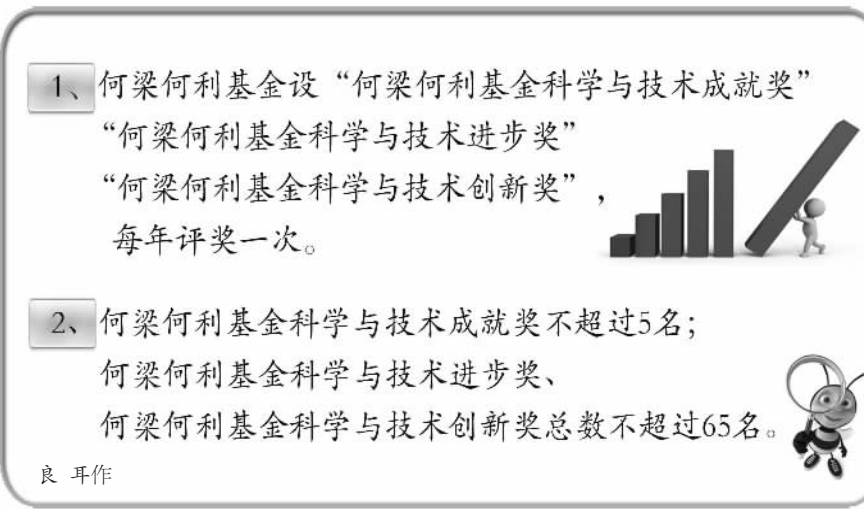 1、何梁何利基金设“何梁何利基金科学与技术成就奖”
“何梁何利基金科学与技术进步奖”
“何梁何利基金科学与技术创新奖”，
每年评奖一次。
2、何梁何利基金科学与技术成就奖不超过5名；
何梁何利基金科学与技术进步奖、
何梁何利基金科学与技术创新奖总数不超过65名。
良 耳作